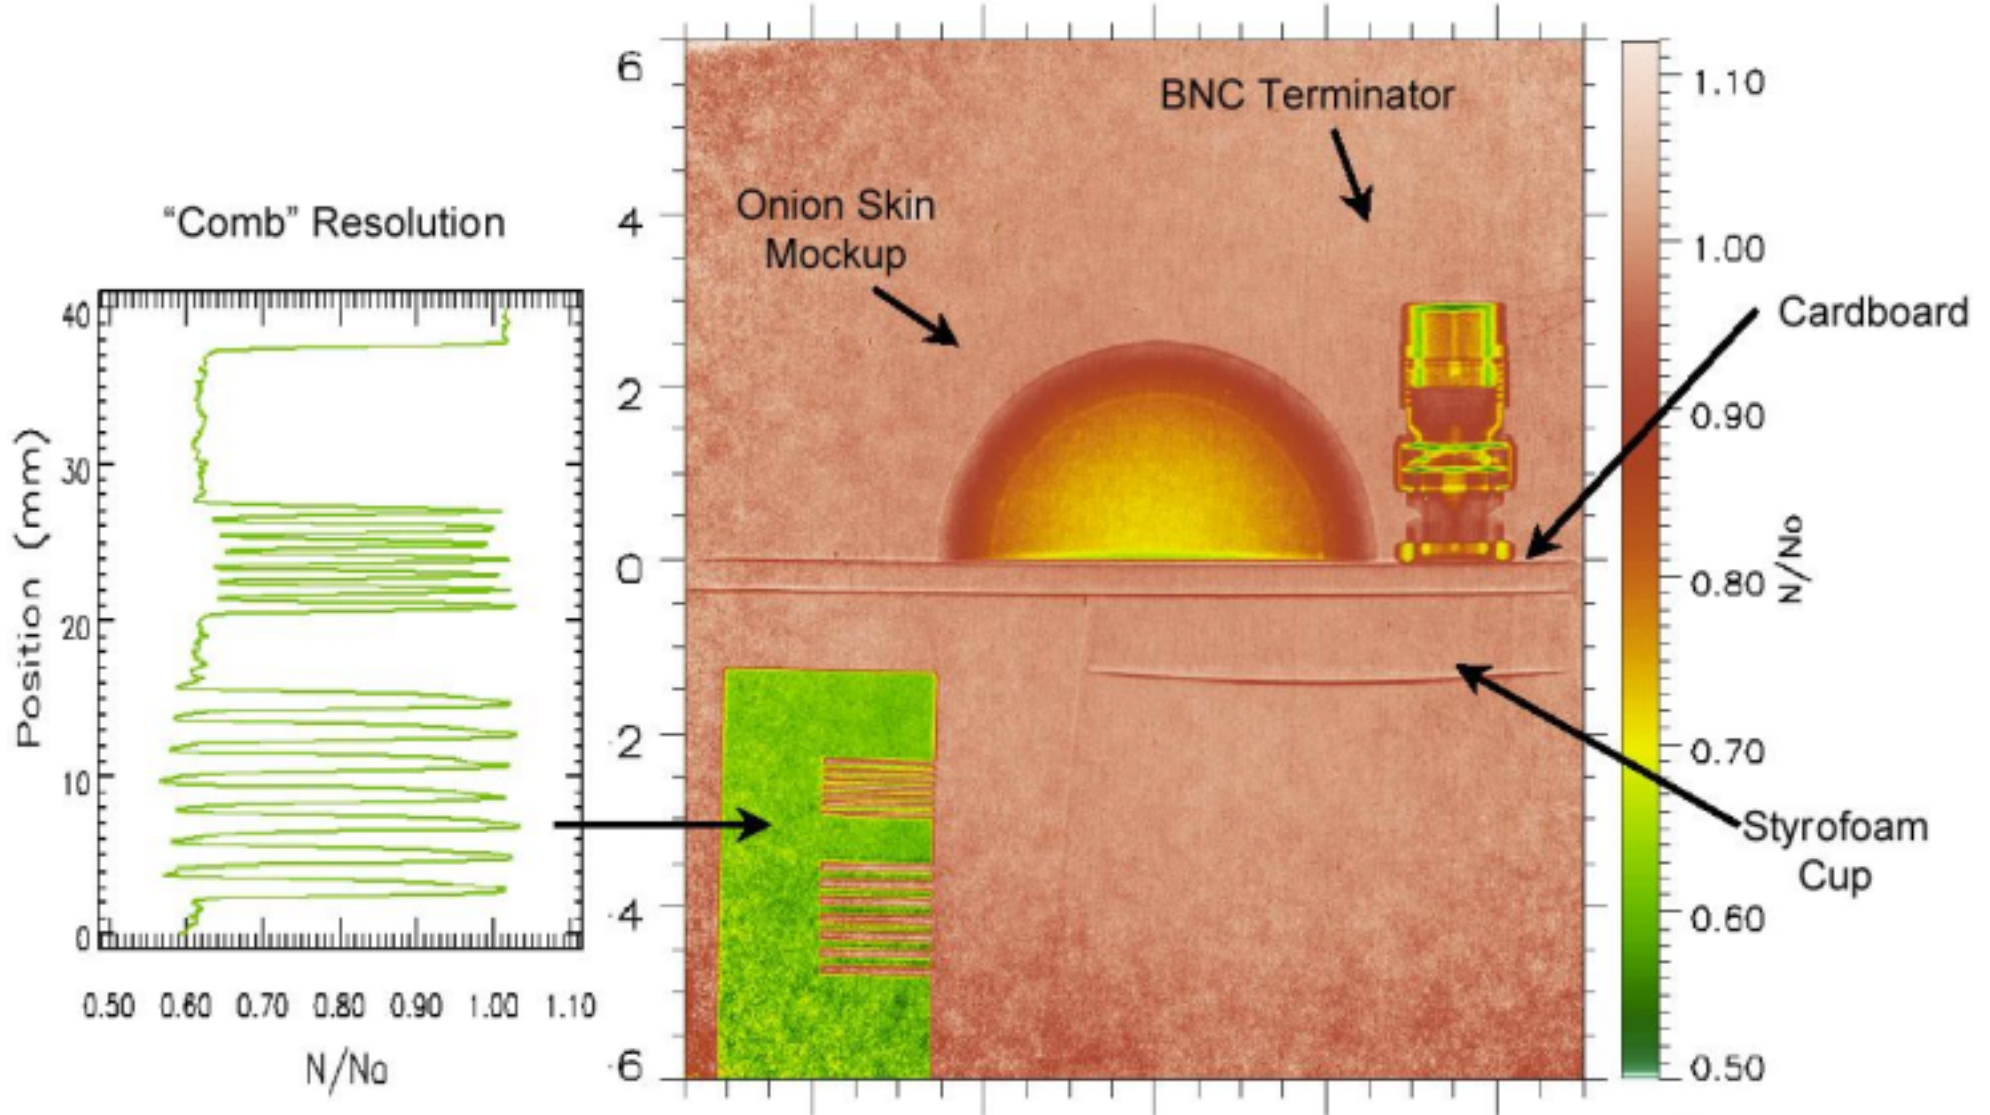 "Comb" Resolution
Position (mm)
40
30
20
10
0
0.50 0.60 0.70 0.80 0.90 1.00 1.10
N/No
6
4
2
0
-2
-4
-6
Onion Skin
Mockup
BNC Terminator
Cardboard
Styrofoam
Cup
1.10
1.00
0.90
0.80
0.70
0.60
0.50
N/No